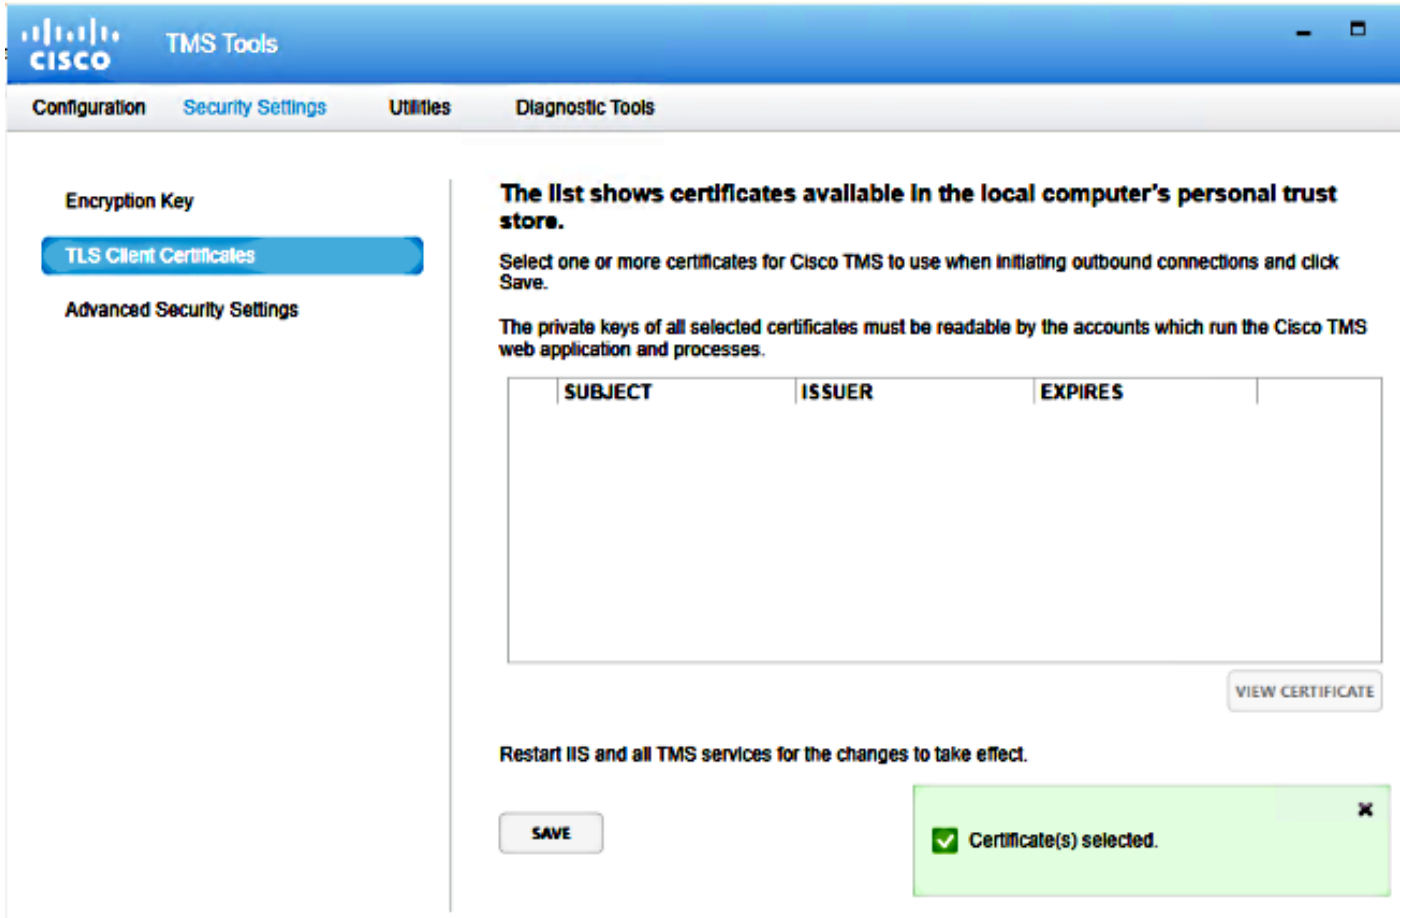 CISCO
TMS Tools
Configuration Security Settings Utilities Diagnostic Tools
Encryption Key
TLS Client Certificates
Advanced Security Settings
The list shows certificates available in the local computer's personal trust
store.
Select one or more certificates for Cisco TMS to use when initiating outbound connections and click
Save.
The private keys of all selected certificates must be readable by the accounts which run the Cisco TMS
web application and processes.
SUBJECT ISSUER EXPIRES
VIEW CERTIFICATE
Restart IIS and all TMS services for the changes to take effect.
SAVE
Certificate(s) selected.